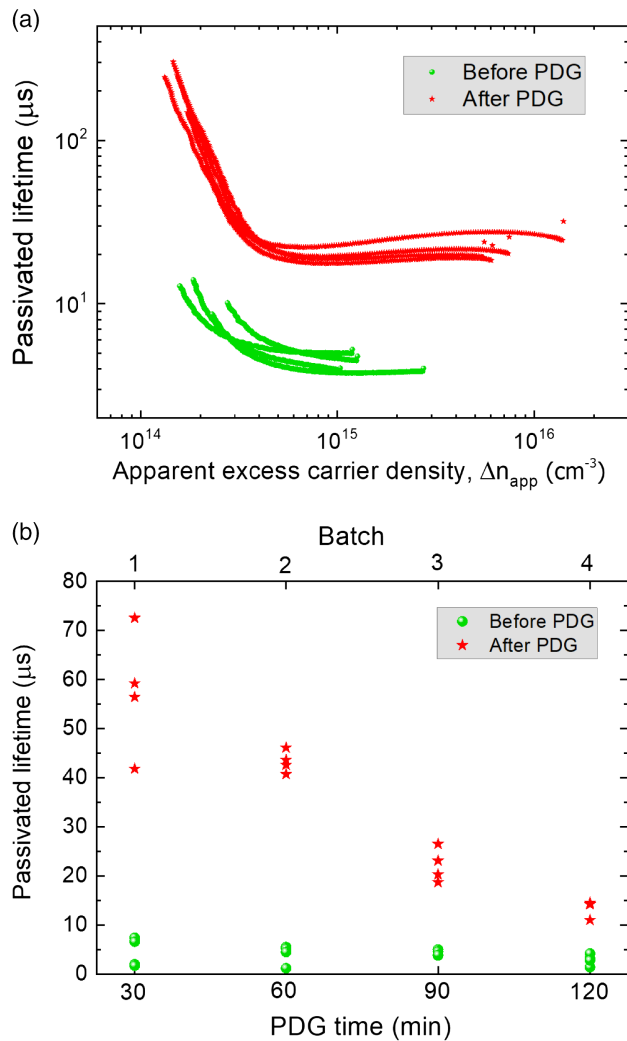 (a)
Before PDG
After PDG
10²
10¹
Passivated lifetime (μs)
10¹⁴ 10¹⁵ 10¹⁶
Apparent excess carrier density, Δnₐₚₚ (cm⁻³)
(b)
Batch
1 2 3 4
80
70
60
50
40
30
20
10
0
Passivated lifetime (μs)
Before PDG
After PDG
30 60 90 120
PDG time (min)